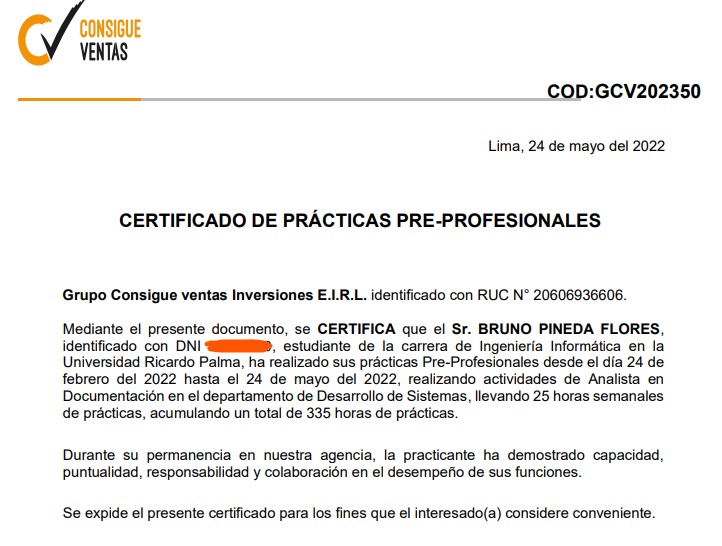 CONSIGUE
VENTAS
COD:GCV202350
Lima, 24 de mayo del 2022
CERTIFICADO DE PRÁCTICAS PRE-PROFESIONALES
Grupo Consigue ventas Inversiones E.I.R.L. identificado con RUC N° 20606936606.
Mediante el presente documento, se CERTIFICA que el Sr. BRUNO PINEDA FLORES,
identificado con DNI , estudiante de la carrera de Ingeniería Informática en la
Universidad Ricardo Palma, ha realizado sus prácticas Pre-Profesionales desde el día 24 de
febrero del 2022 hasta el 24 de mayo del 2022, realizando actividades de Analista en
Documentación en el departamento de Desarrollo de Sistemas, llevando 25 horas semanales
de prácticas, acumulando un total de 335 horas de prácticas.
Durante su permanencia en nuestra agencia, la practicante ha demostrado capacidad,
puntualidad, responsabilidad y colaboración en el desempeño de sus funciones.
Se expide el presente certificado para los fines que el interesado(a) considere conveniente.